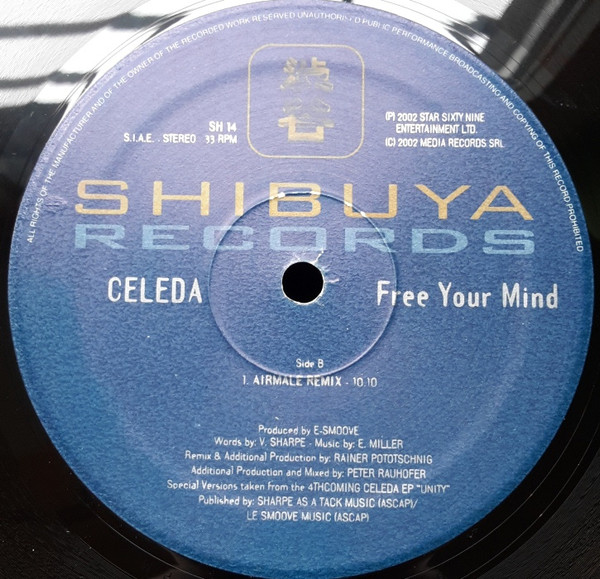 ALL RIGHTS OF THE MANUFACTURER AND OF THE OWNER OF THE RECORDED WORK RESERVED UNAUTHORI D PUBLIC PERFORMANCE BROADCASTING AND COPYING OF THIS RECORD PROHIBITED
SH 14
S.I.A.E. - STEREO 33 RPM
(P) 2002 STAR SIXTY NINE
ENTERTAINMENT LTD.
(C) 2002 MEDIA RECORDS SRL
SHIBUYA
RECORDS
CELEDA
Free Your Mind
Side B
1. AIRMALE REMIX - 10.10
Produced by E-SMOOVE
Words by: V. SHARPE - Music by: E. MILLER
Remix & Additional Production by: RAINER POTOTSCHNIG
Additional Production and Mixed by: PETER RAUHOFER
Special Versions taken from the 4THCOMING CELEDA EP "UNITY"
Published by: SHARPE AS A TACK MUSIC (ASCAP)/
LE SMOOVE MUSIC (ASCAP)